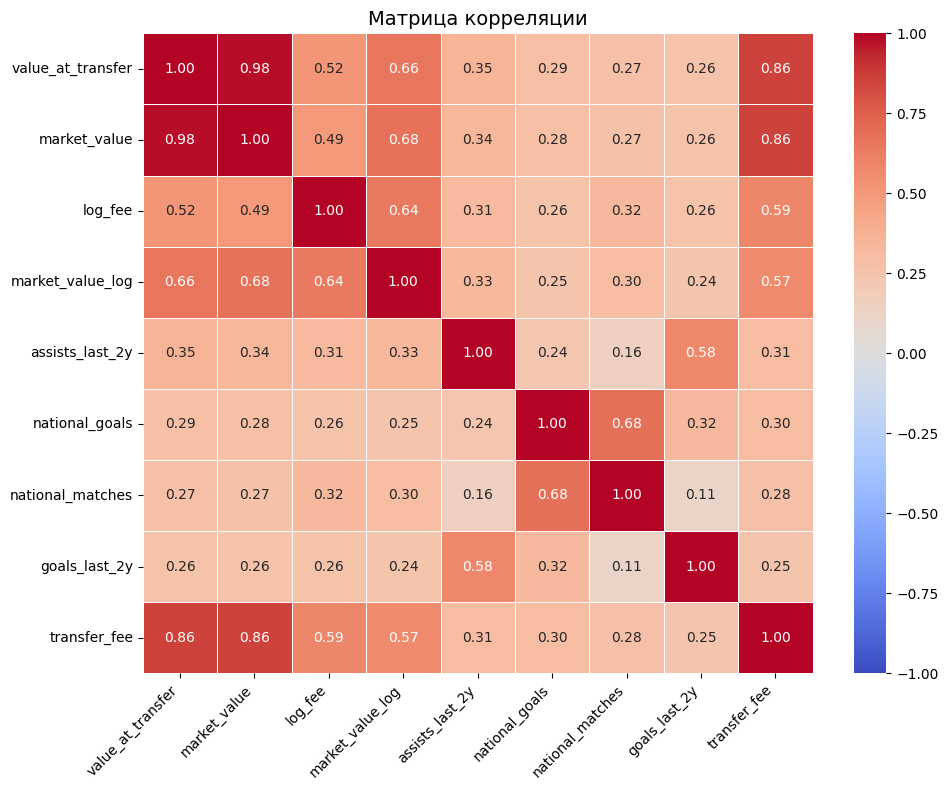 Матрица корреляции
value_at_transfer 1.00 0.98 0.52 0.66 0.35 0.29 0.27 0.26 0.86
market_value 0.98 1.00 0.49 0.68 0.34 0.28 0.27 0.26 0.86
log_fee 0.52 0.49 1.00 0.64 0.31 0.26 0.32 0.26 0.59
market_value_log 0.66 0.68 0.64 1.00 0.33 0.25 0.30 0.24 0.57
assists_last_2y 0.35 0.34 0.31 0.33 1.00 0.24 0.16 0.58 0.31
national_goals 0.29 0.28 0.26 0.25 0.24 1.00 0.68 0.32 0.30
national_matches 0.27 0.27 0.32 0.30 0.16 0.68 1.00 0.11 0.28
goals_last_2y 0.26 0.26 0.26 0.24 0.58 0.32 0.11 1.00 0.25
transfer_fee 0.86 0.86 0.59 0.57 0.31 0.30 0.28 0.25 1.00
value_at_transfer
market_value
log_fee
market_value_log
assists_last_2y
national_goals
national_matches
goals_last_2y
transfer_fee
1.00
0.75
0.50
0.25
0.00
−0.25
−0.50
−0.75
−1.00